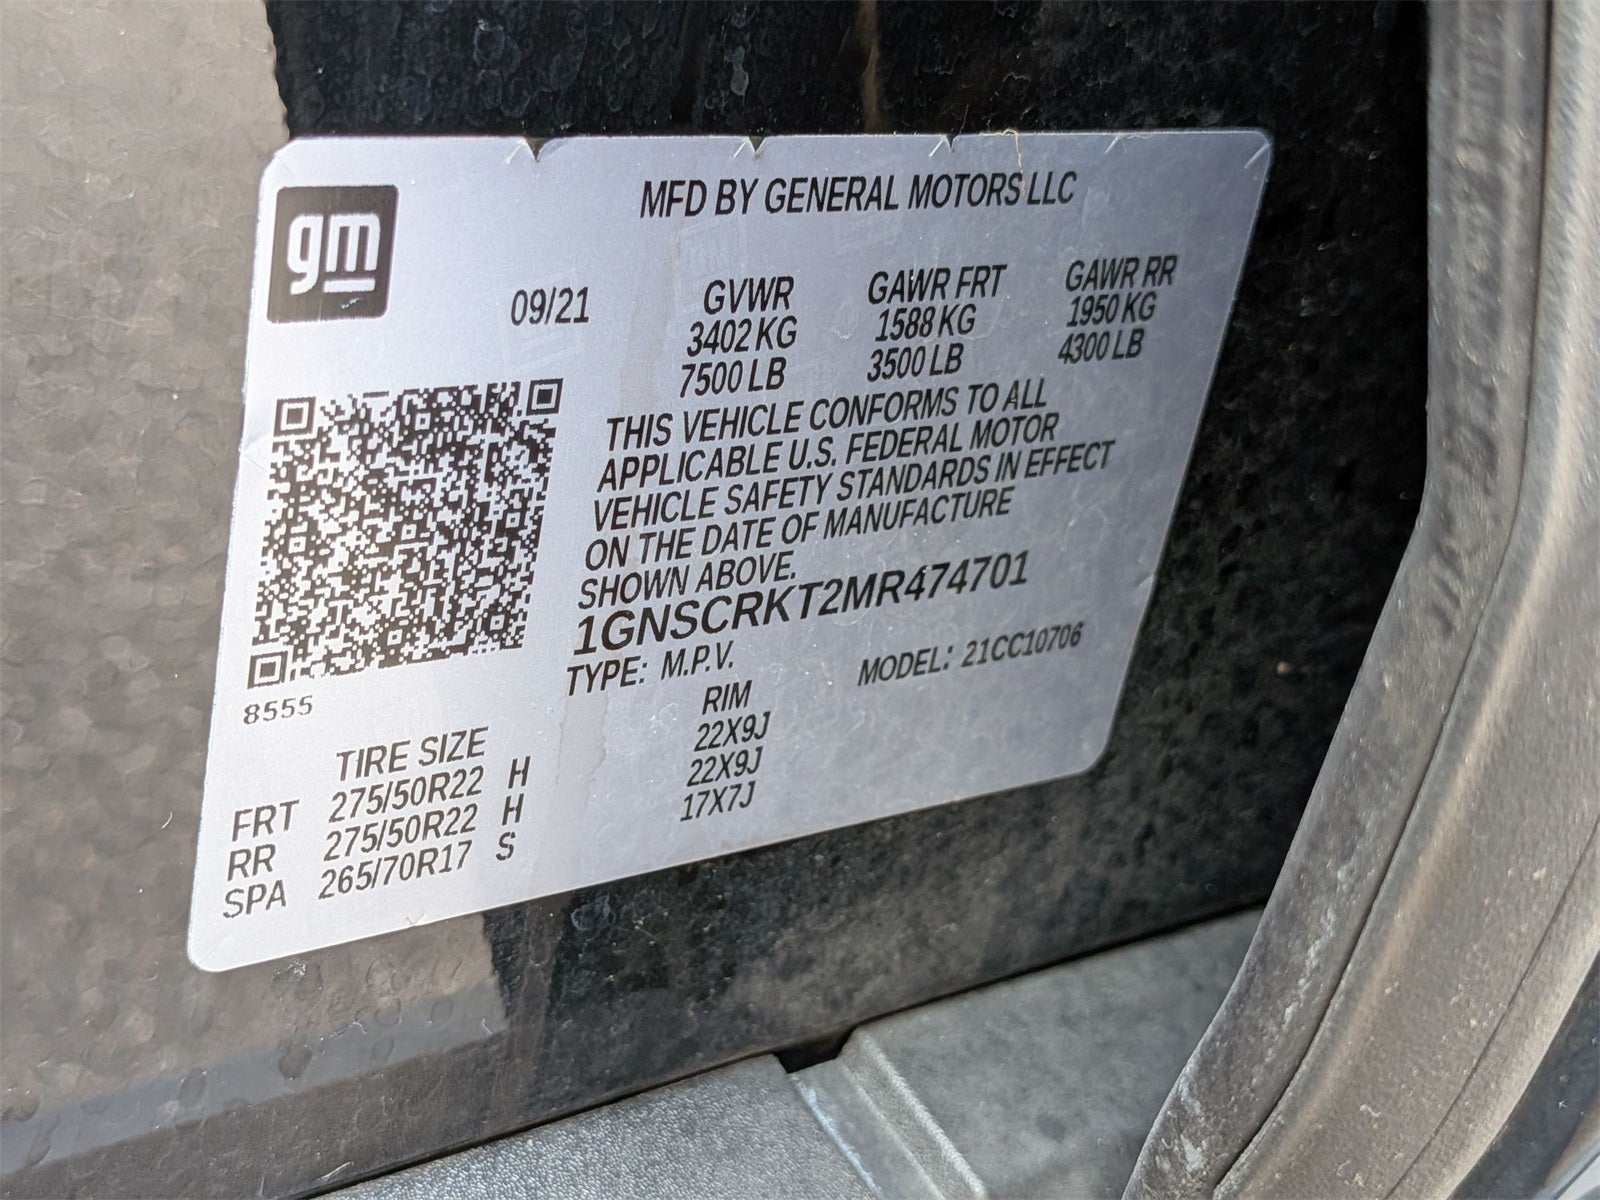 gm
MFD BY GENERAL MOTORS LLC
09/21 GVWR GAWR FRT GAWR RR
3402 KG 1588 KG 1950 KG
7500 LB 3500 LB 4300 LB
THIS VEHICLE CONFORMS TO ALL
APPLICABLE U.S. FEDERAL MOTOR
VEHICLE SAFETY STANDARDS IN EFFECT
ON THE DATE OF MANUFACTURE
SHOWN ABOVE.
1GNSCRKT2MR474701
TYPE: M.P.V. MODEL: 21CC10706
8555
TIRE SIZE RIM
FRT 275/50R22 H 22X9J
RR 275/50R22 H 22X9J
SPA 265/70R17 S 17X7J